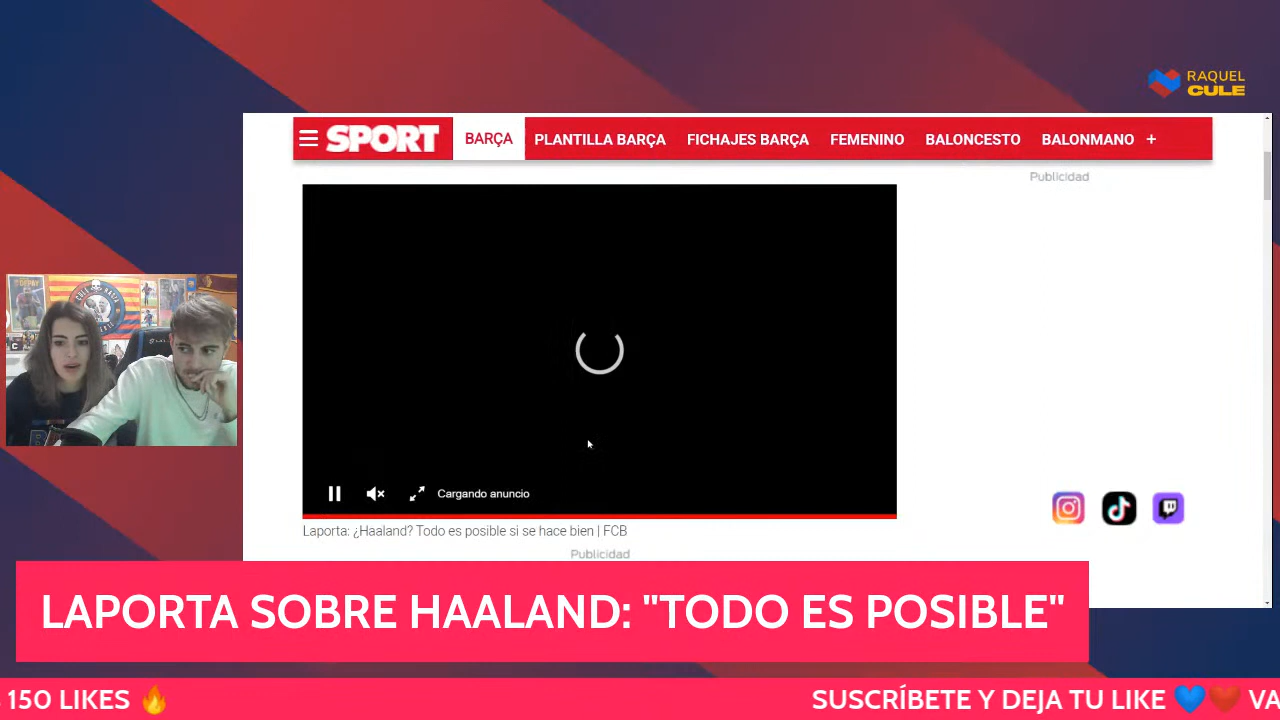 RAQUEL
CULE
SPORT BARÇA PLANTILLA BARÇA FICHAJES BARÇA FEMENINO BALONCESTO BALONMANO +
Publicidad
Cargando anuncio
Laporta: ¿Haaland? Todo es posible si se hace bien | FCB
Publicidad
LAPORTA SOBRE HAALAND: "TODO ES POSIBLE"
150 LIKES 🔥 SUSCRÍBETE Y DEJA TU LIKE 💙❤️ VA